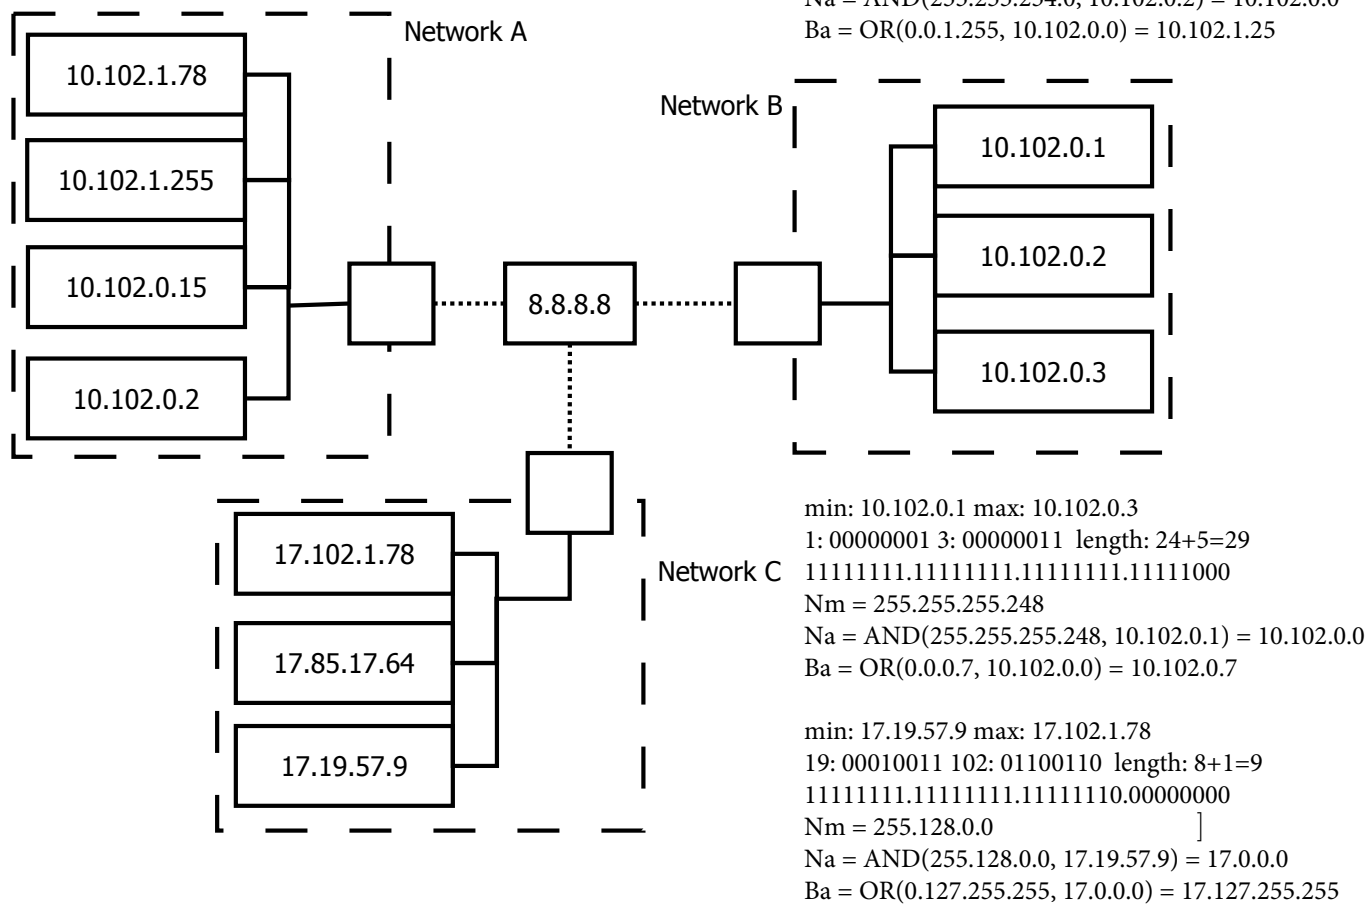 Na = AND(255.255.254.0, 10.102.0.2) = 10.102.0.0
Ba = OR(0.0.1.255, 10.102.0.0) = 10.102.1.25
Network A
10.102.1.78
10.102.1.255
10.102.0.15
10.102.0.2
8.8.8.8
Network B
10.102.0.1
10.102.0.2
10.102.0.3
Network C
17.102.1.78
17.85.17.64
17.19.57.9
min: 10.102.0.1 max: 10.102.0.3
1: 00000001 3: 00000011 length: 24+5=29
11111111.11111111.11111111.11111000
Nm = 255.255.255.248
Na = AND(255.255.255.248, 10.102.0.1) = 10.102.0.0
Ba = OR(0.0.0.7, 10.102.0.0) = 10.102.0.7
min: 17.19.57.9 max: 17.102.1.78
19: 00010011 102: 01100110 length: 8+1=9
11111111.11111111.11111110.00000000
Nm = 255.128.0.0 ]
Na = AND(255.128.0.0, 17.19.57.9) = 17.0.0.0
Ba = OR(0.127.255.255, 17.0.0.0) = 17.127.255.255